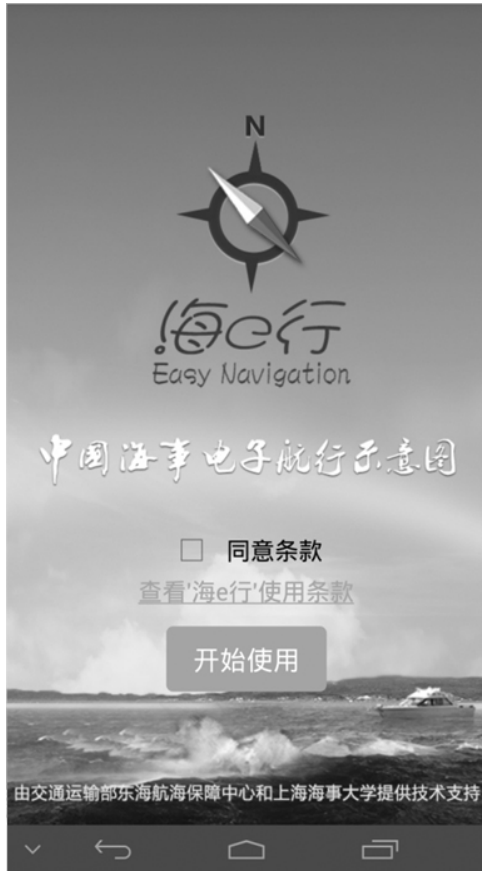 N
海e行
Easy Navigation
中国海事电子航行示意图
同意条款
查看'海e行'使用条款
开始使用
由交通运输部东海航海保障中心和上海海事大学提供技术支持